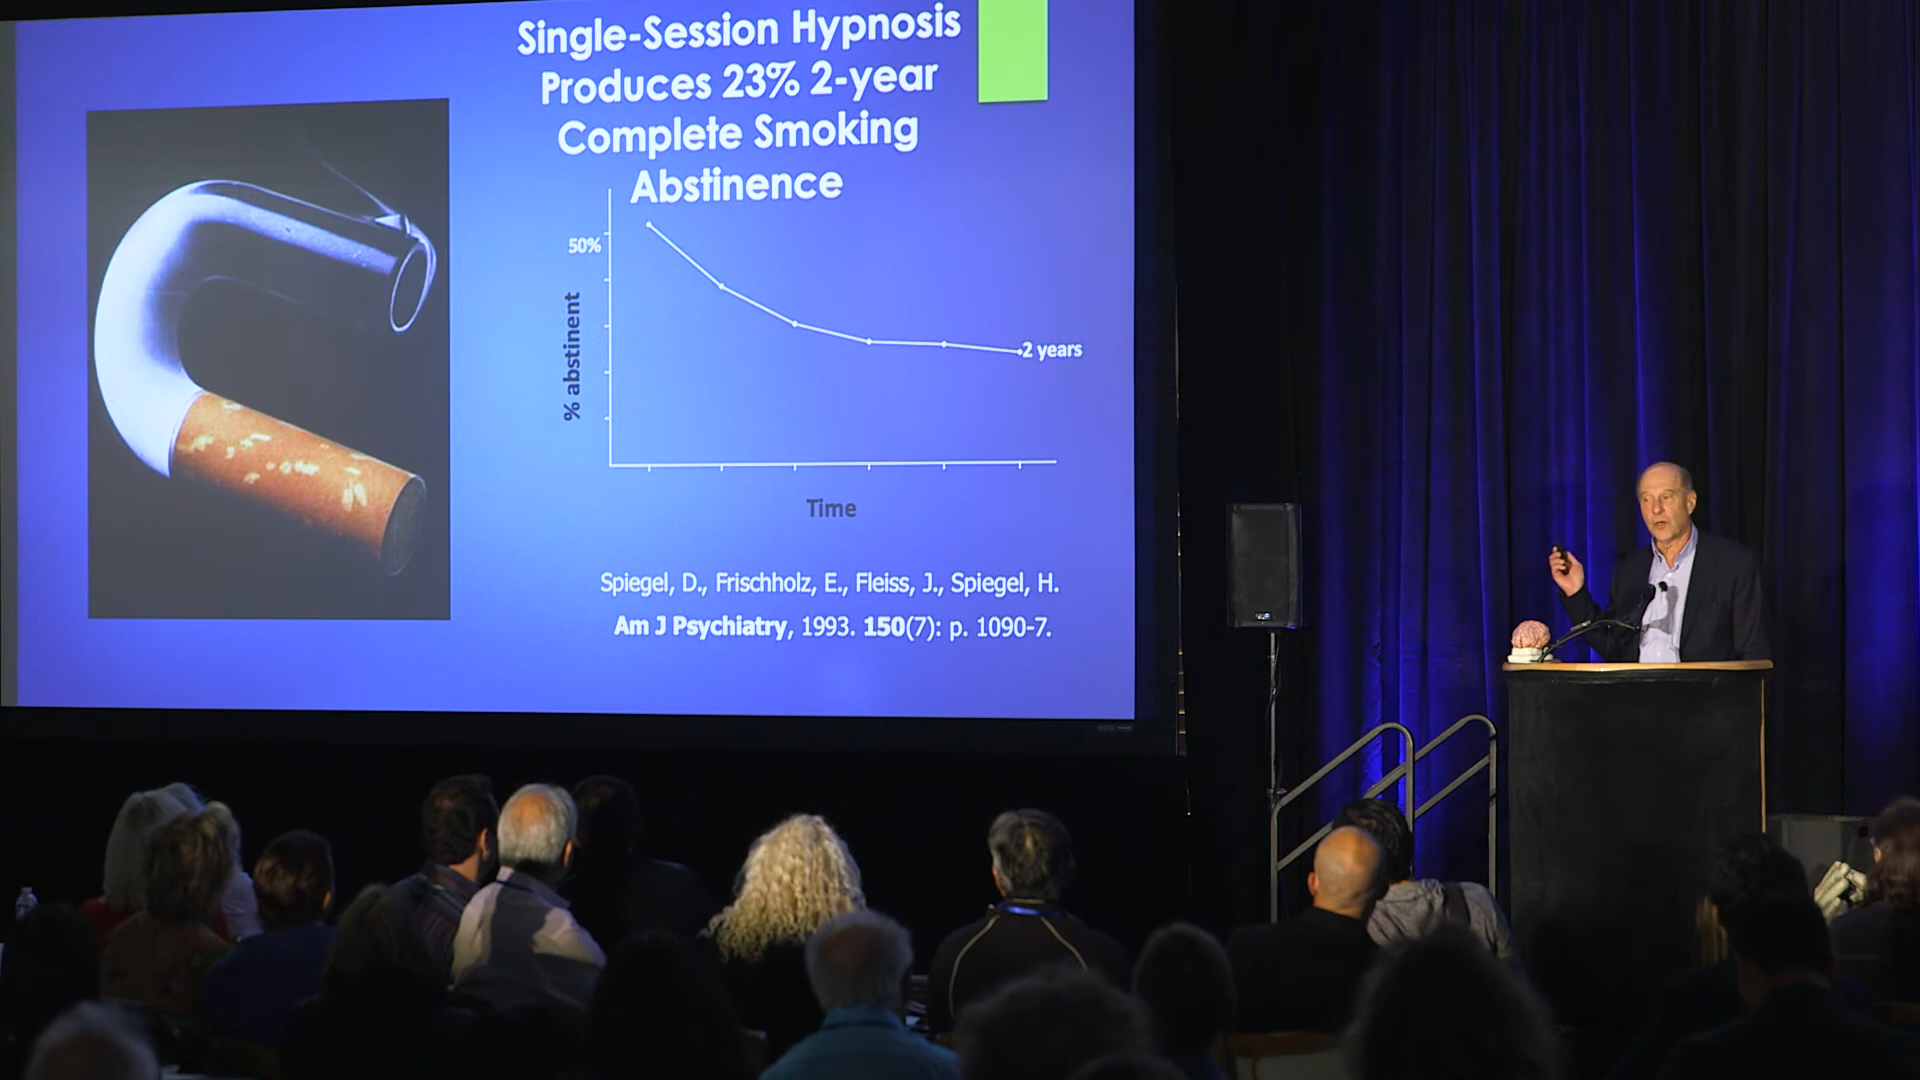 Single-Session Hypnosis
Produces 23% 2-year
Complete Smoking
Abstinence
50%
% abstinent
2 years
Time
Spiegel, D., Frischholz, E., Fleiss, J., Spiegel, H.
Am J Psychiatry, 1993. 150(7): p. 1090-7.